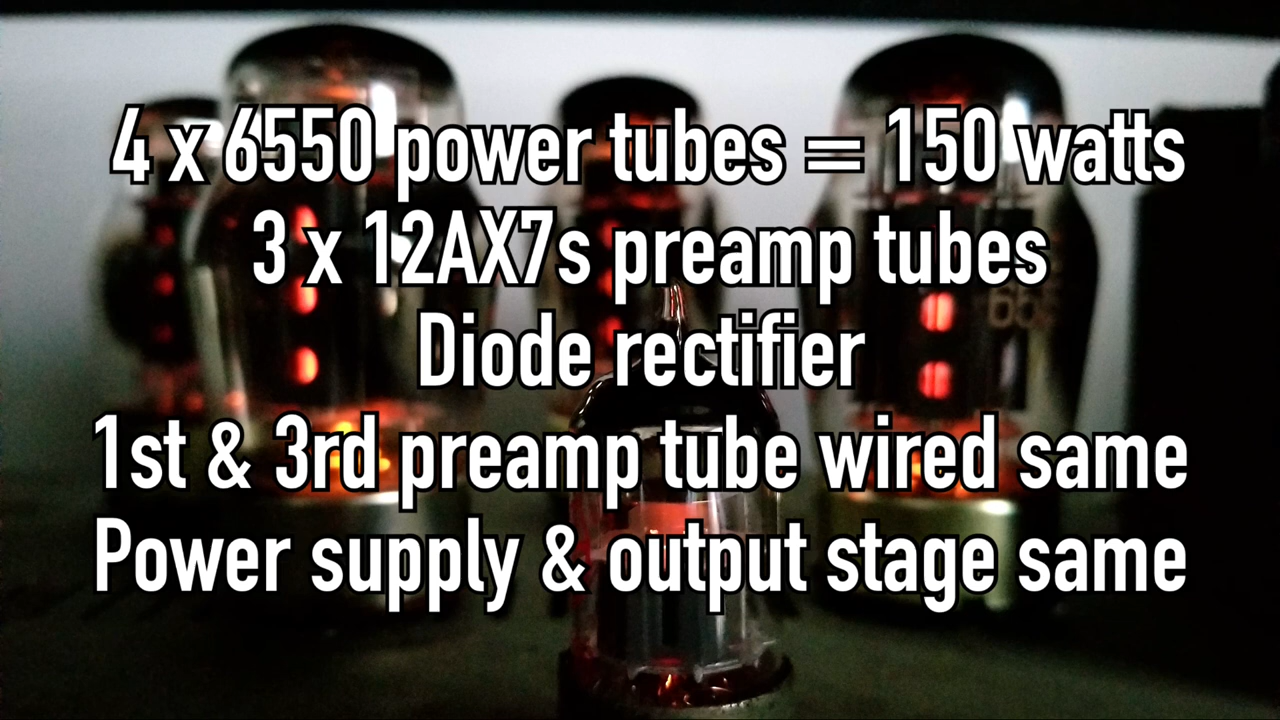 4 x 6550 power tubes = 150 watts
3 x 12AX7s preamp tubes
Diode rectifier
1st & 3rd preamp tube wired same
Power supply & output stage same